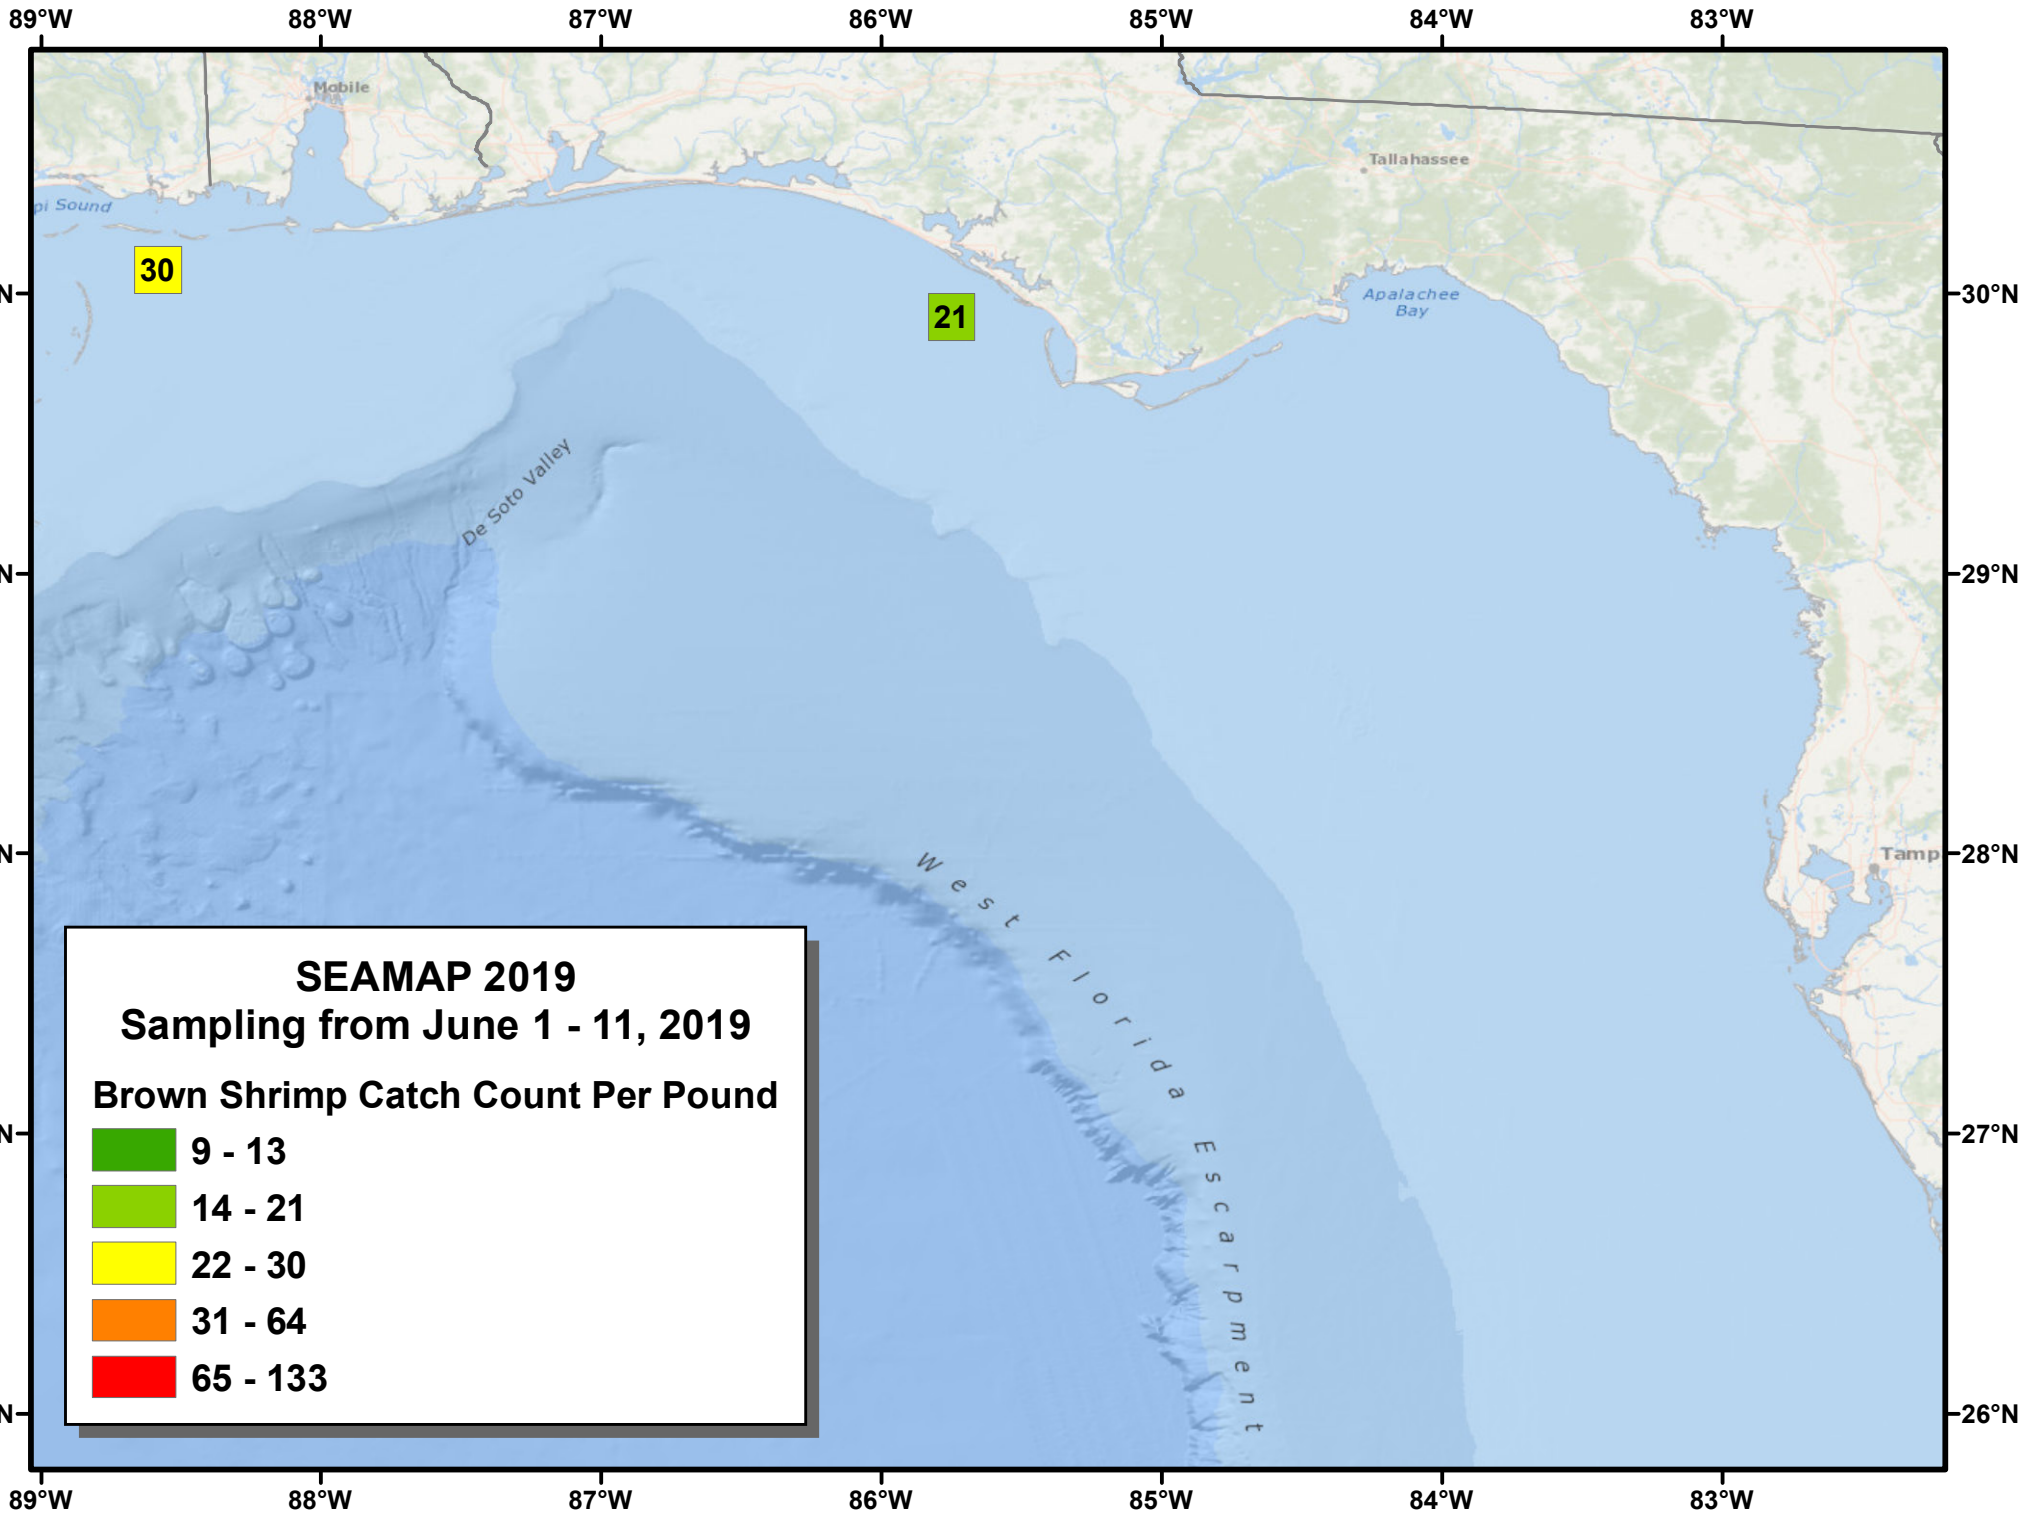 89°W 88°W 87°W 86°W 85°W 84°W 83°W
Mobile
Tallahassee
pi Sound
30
N
30°N
Apalachee
Bay
21
De Soto Valley
N
29°N
N
28°N
Tamp
West Florida Escarpment
SEAMAP 2019
Sampling from June 1 - 11, 2019
Brown Shrimp Catch Count Per Pound
9 - 13
14 - 21
22 - 30
31 - 64
65 - 133
N
27°N
N
26°N
89°W 88°W 87°W 86°W 85°W 84°W 83°W